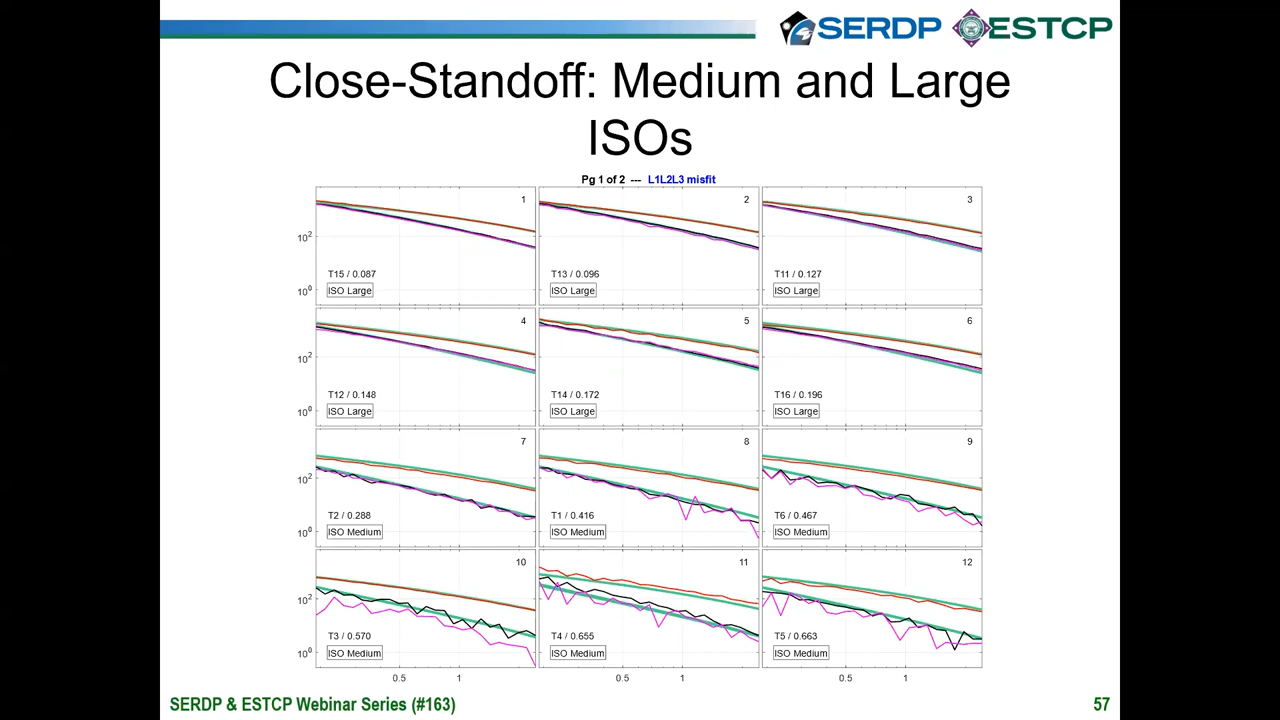 SERDP ESTCP
Close-Standoff: Medium and Large
ISOs
Pg 1 of 2 --- L1L2L3 misfit
1 2 3
10² T15 / 0.087 T13 / 0.096 T11 / 0.127
10⁰ ISO Large ISO Large ISO Large
4 5 6
10² T12 / 0.148 T14 / 0.172 T16 / 0.196
10⁰ ISO Large ISO Large ISO Large
7 8 9
10² T2 / 0.288 T1 / 0.416 T6 / 0.467
10⁰ ISO Medium ISO Medium ISO Medium
10 11 12
10² T3 / 0.570 T4 / 0.655 T5 / 0.663
10⁰ ISO Medium ISO Medium ISO Medium
0.5 1 0.5 1 0.5 1
SERDP & ESTCP Webinar Series (#163) 57